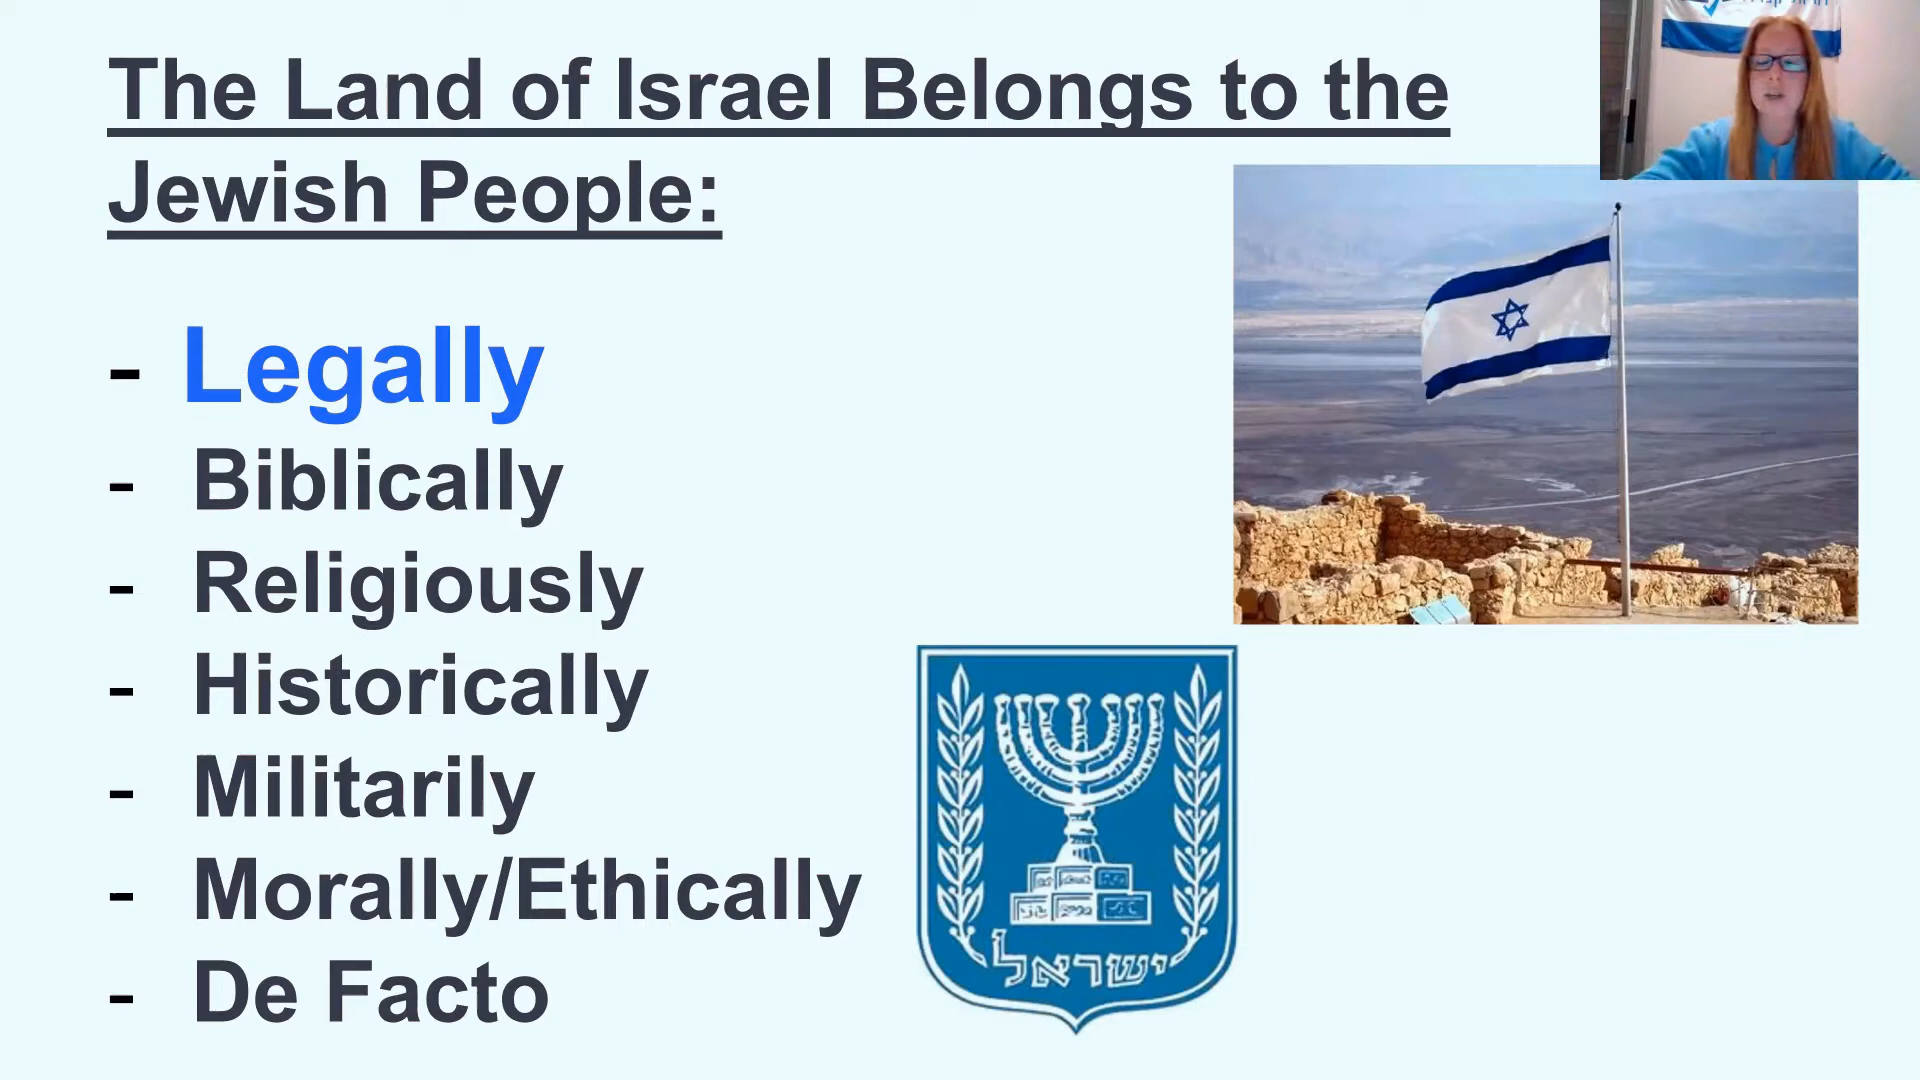 The Land of Israel Belongs to the
Jewish People:
- Legally
- Biblically
- Religiously
- Historically
- Militarily
- Morally/Ethically
- De Facto
ישראל